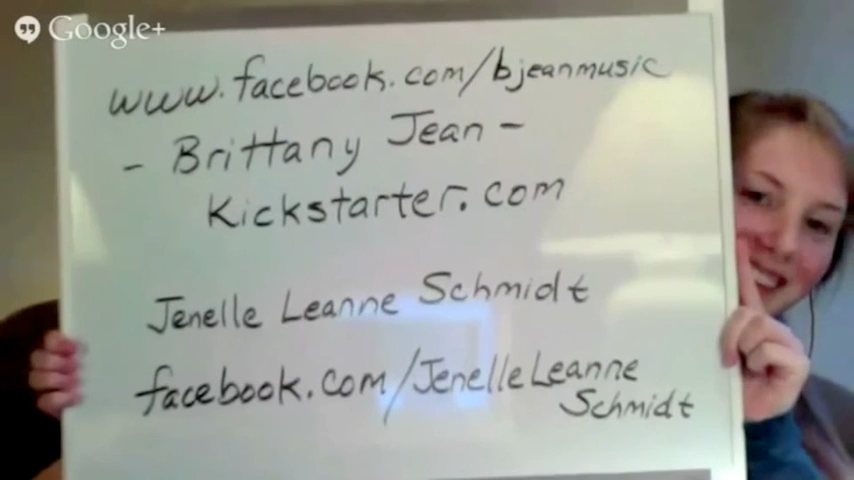 Google+
www.facebook.com/bjeanmusic
- Brittany Jean -
Kickstarter.com
Jenelle Leanne Schmidt
facebook.com/JenelleLeanne
Schmidt